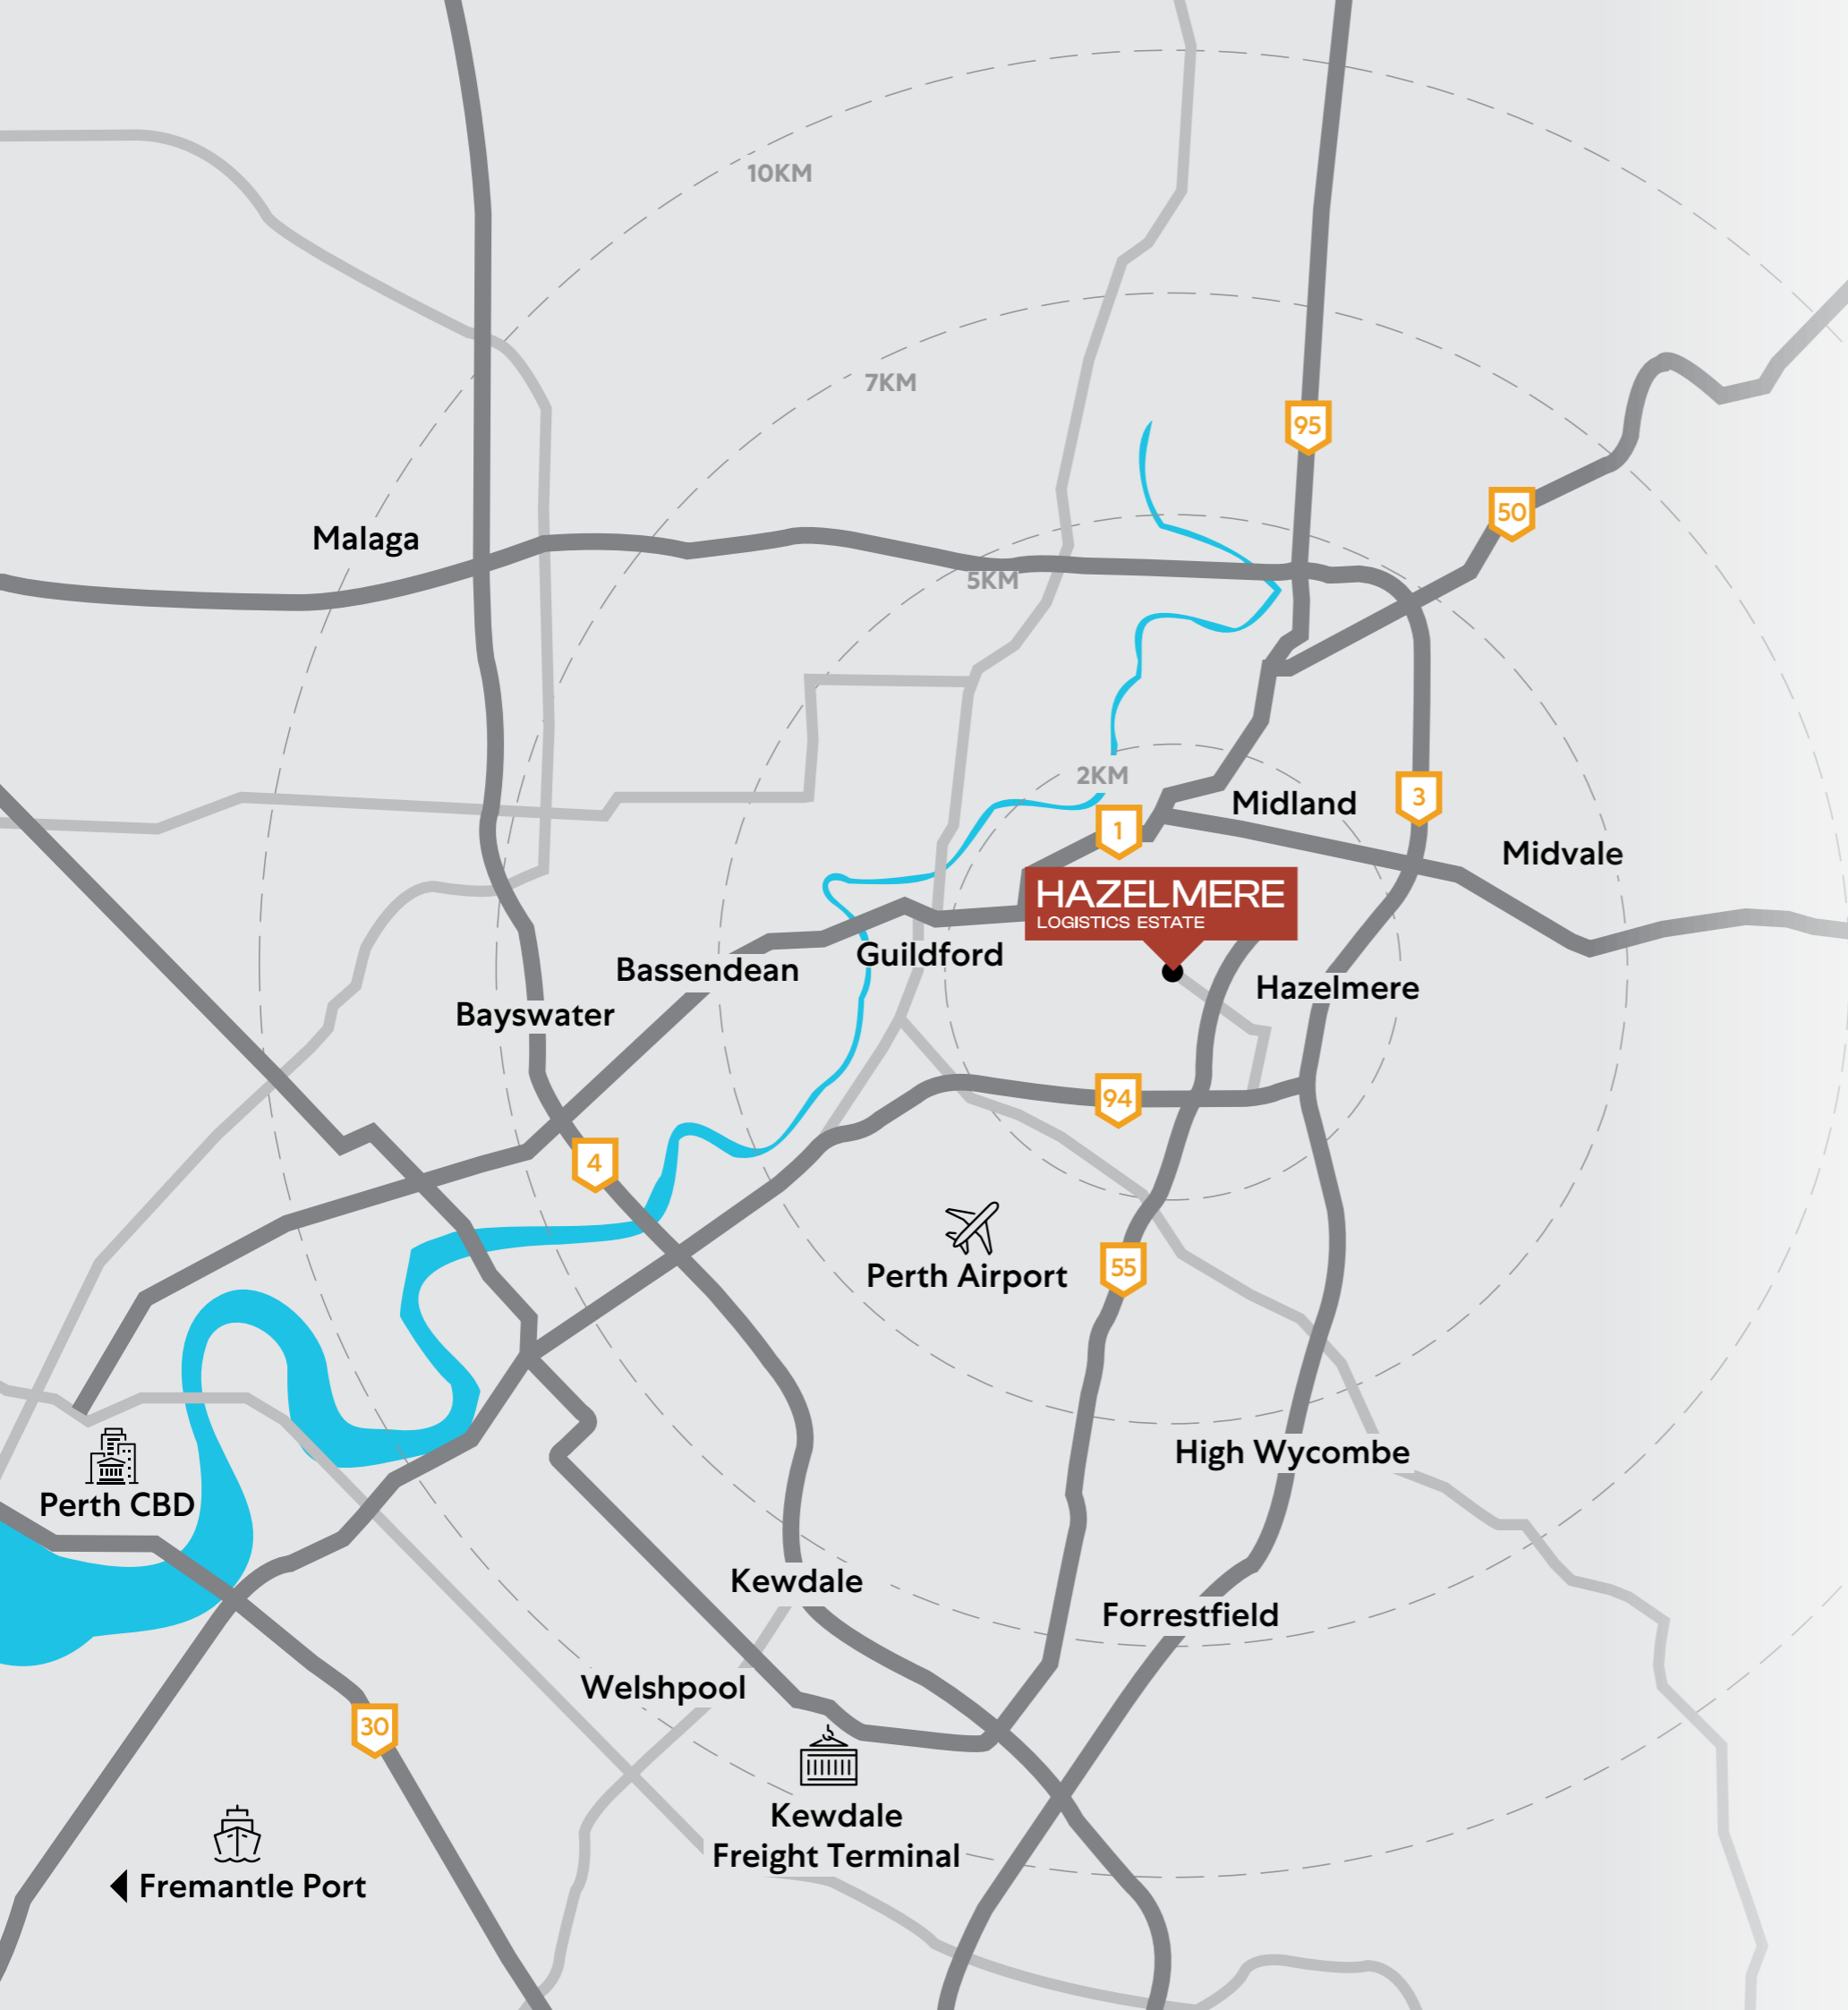 10KM
7KM
95
50
Malaga
5KM
2KM
Midland
3
1
Midvale
HAZELMERE
LOGISTICS ESTATE
Guildford
Bassendean
Hazelmere
Bayswater
94
4
55
Perth Airport
High Wycombe
Perth CBD
Kewdale
Forrestfield
Welshpool
30
Kewdale
Freight Terminal
Fremantle Port